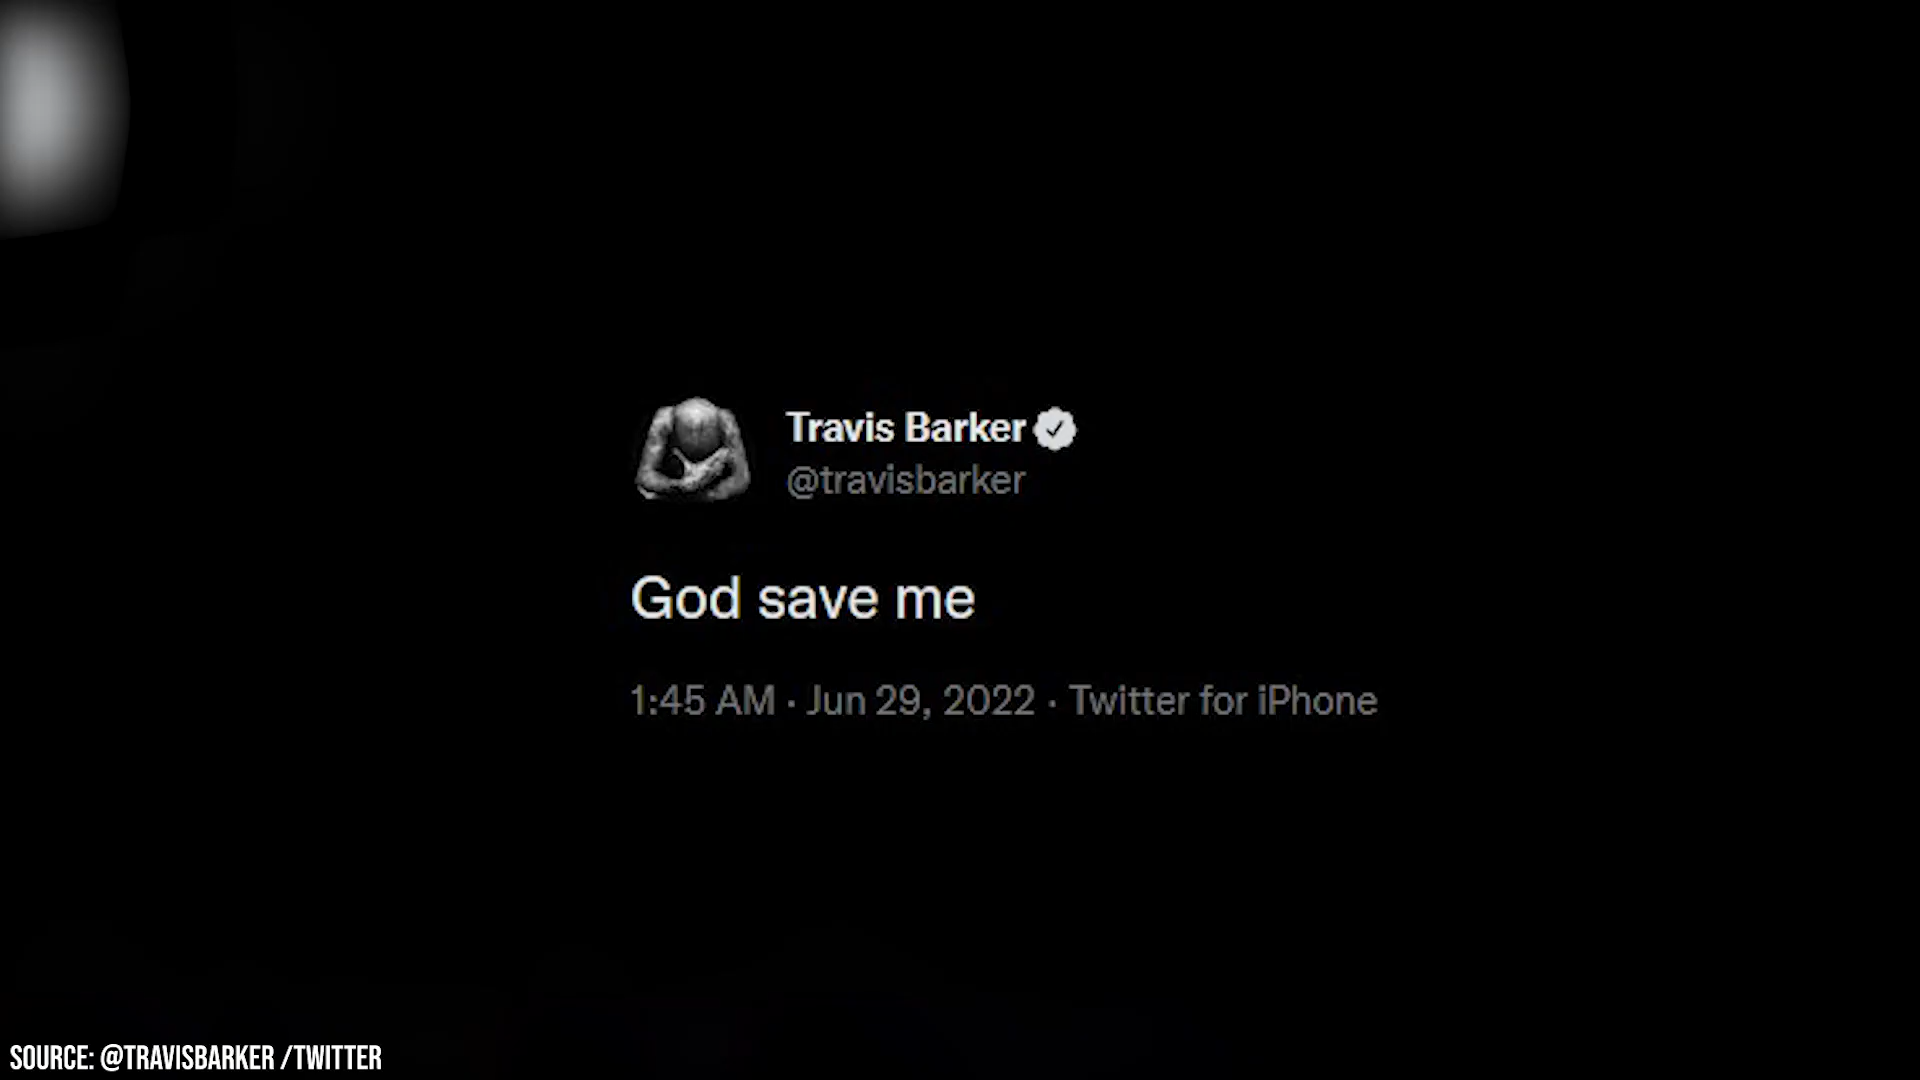 Travis Barker
@travisbarker
God save me
1:45 AM · Jun 29, 2022 · Twitter for iPhone
SOURCE: @TRAVISBARKER /TWITTER